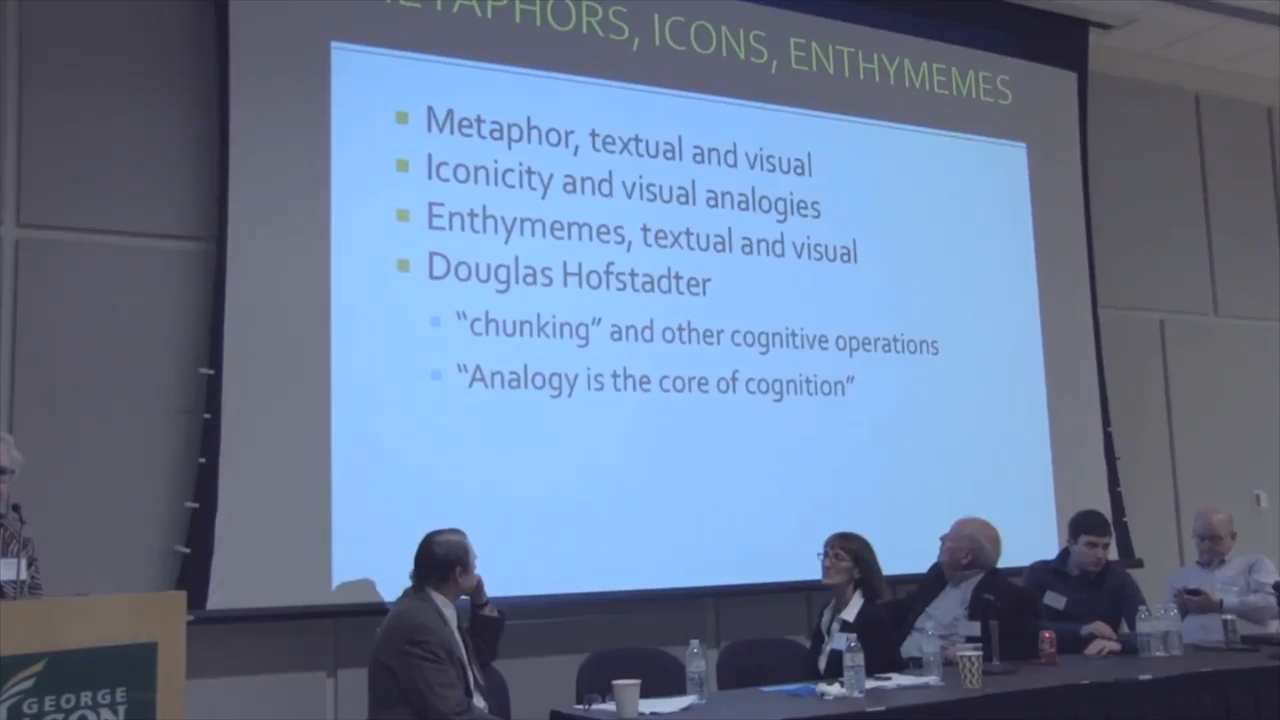 METAPHORS, ICONS, ENTHYMEMES
Metaphor, textual and visual
Iconicity and visual analogies
Enthymemes, textual and visual
Douglas Hofstadter
“chunking” and other cognitive operations
“Analogy is the core of cognition”
GEORGE